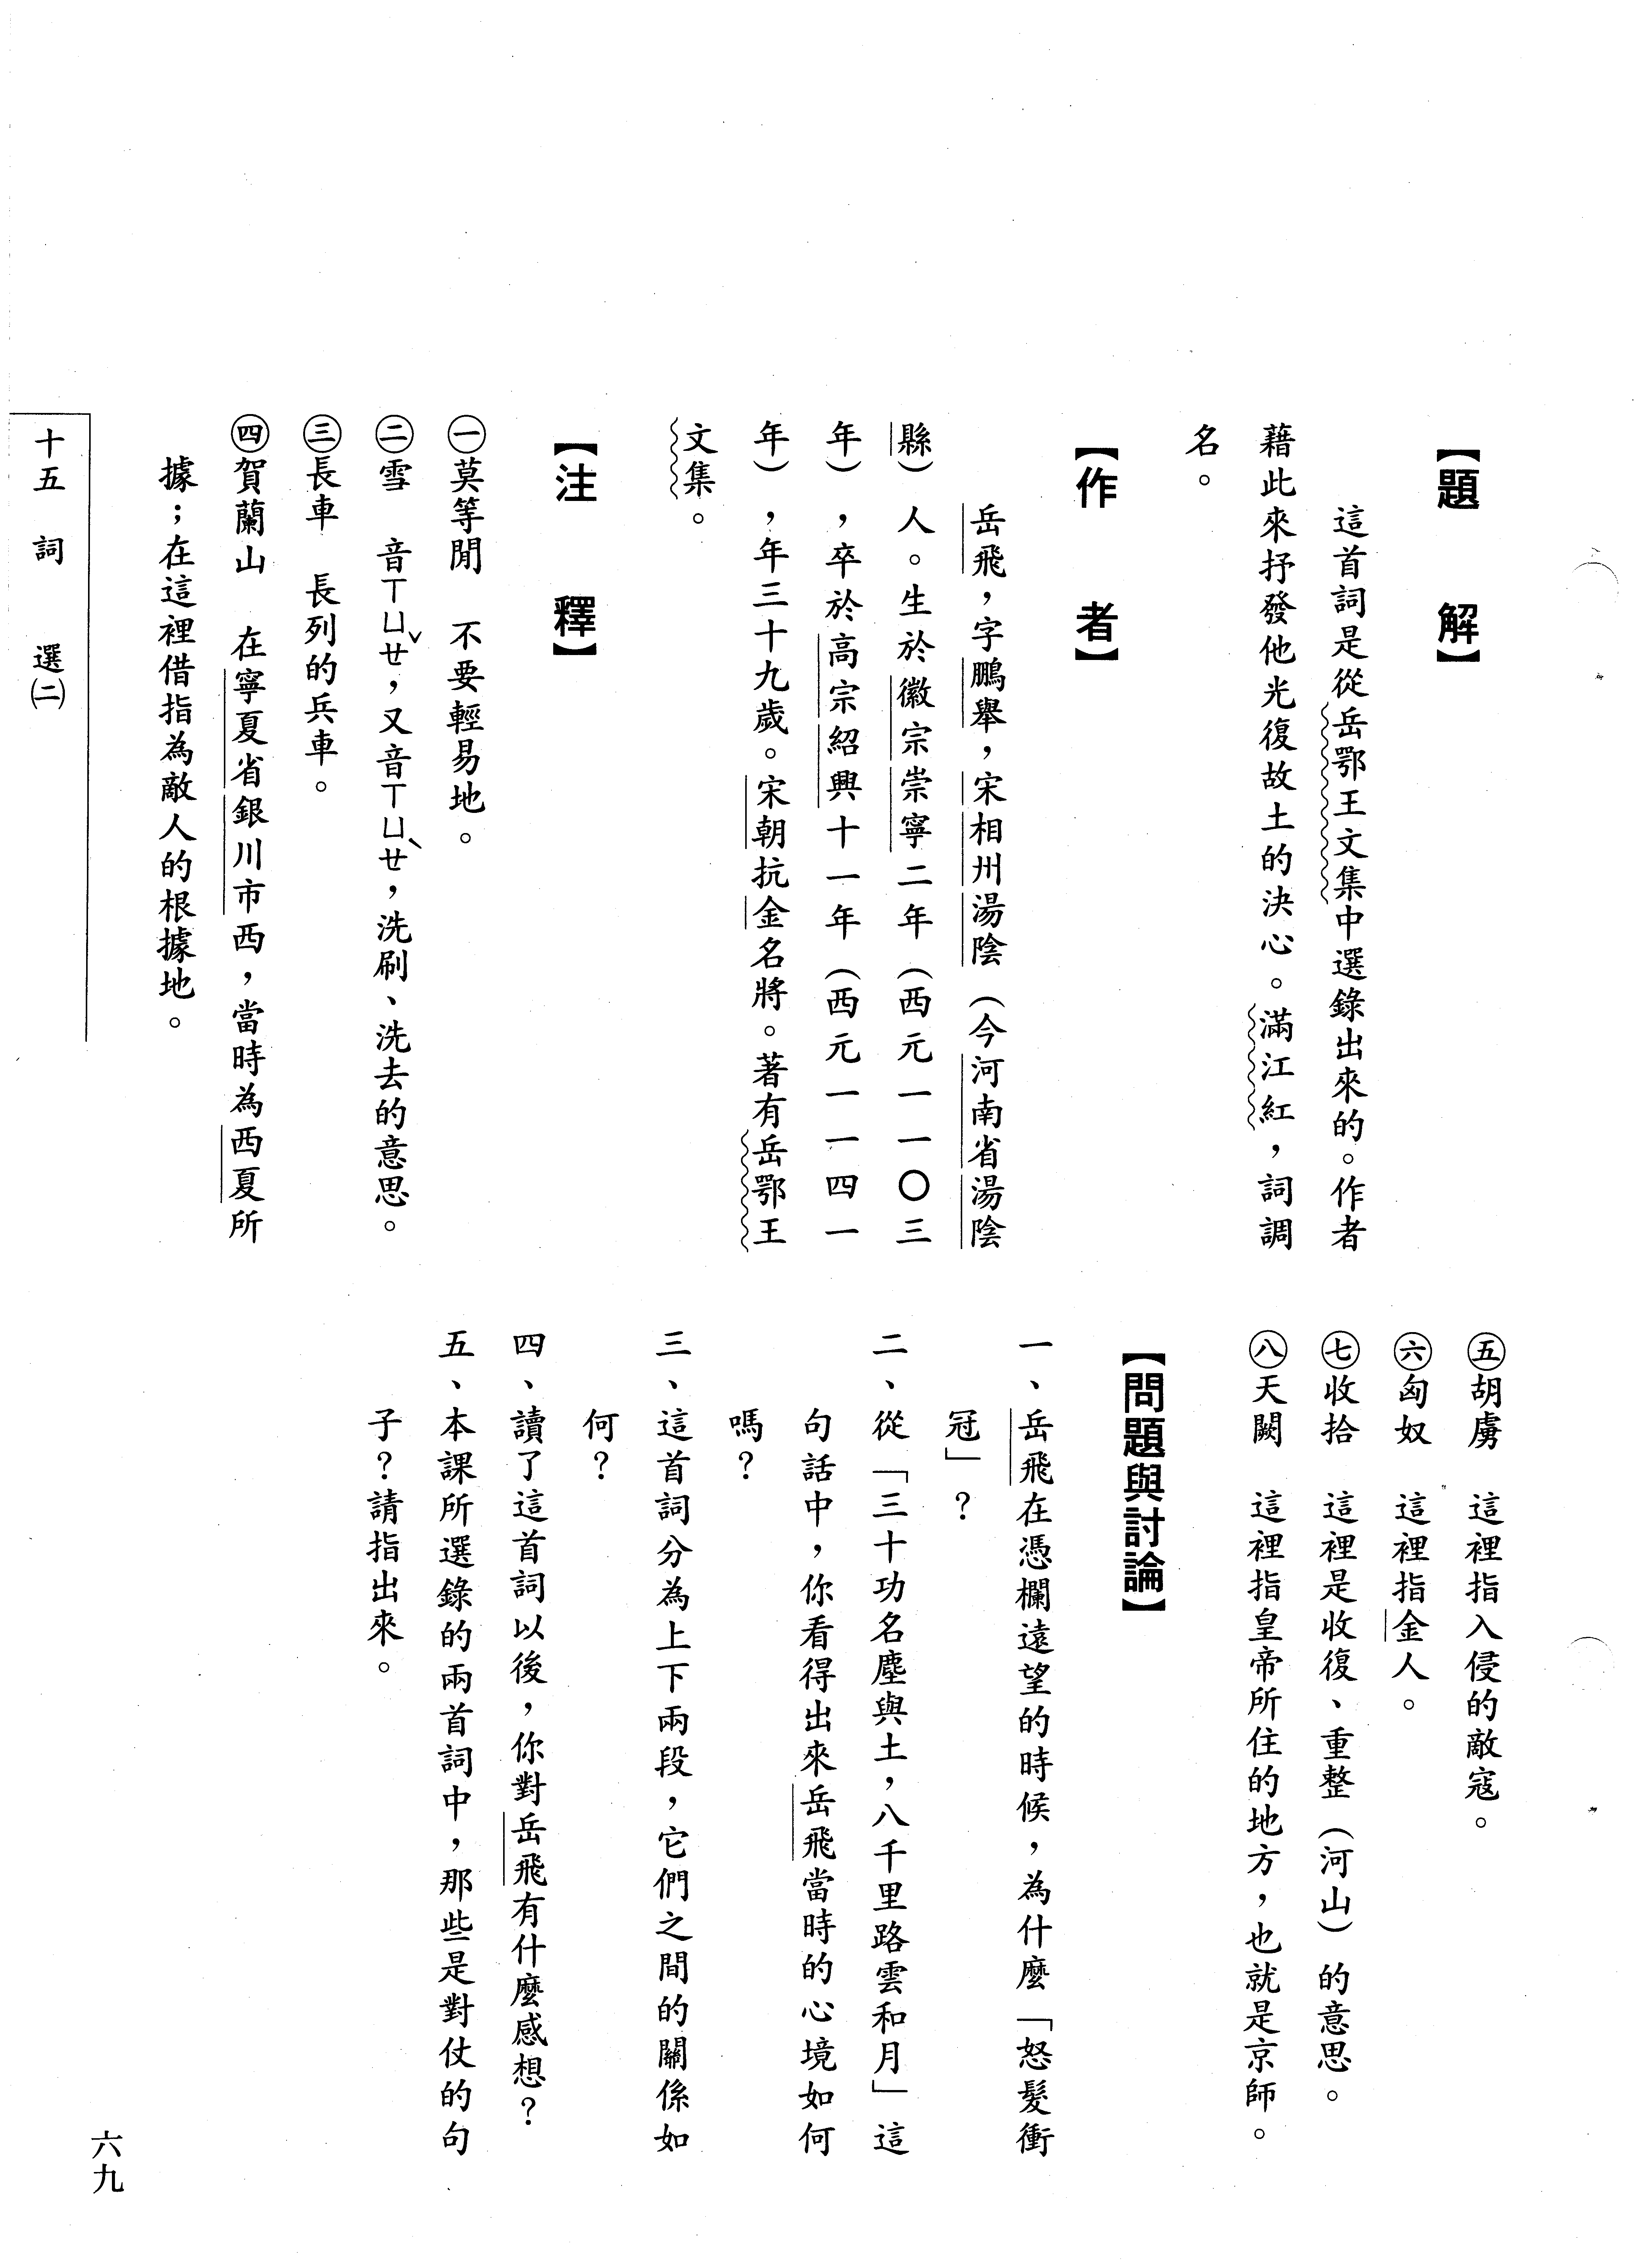 【題　解】
這首詞是從岳鄂王文集中選錄出來的。作者
藉此來抒發他光復故土的決心。滿江紅，詞調
名。
【作　者】
岳飛，字鵬舉，宋相州湯陰（今河南省湯陰
縣）人。生於徽宗崇寧二年（西元一一〇三
年），卒於高宗紹興十一年（西元一一四一
年），年三十九歲。宋朝抗金名將。著有岳鄂王
文集。
【注　釋】
㊀莫等閒　不要輕易地。
㊁雪　音ㄒㄩㄝˇ，又音ㄒㄩㄝˋ，洗刷、洗去的意思。
㊂長車　長列的兵車。
㊃賀蘭山　在寧夏省銀川市西，當時為西夏所
據；在這裡借指為敵人的根據地。
㊄胡虜　這裡指入侵的敵寇。
㊅匈奴　這裡指金人。
㊆收拾　這裡是收復、重整（河山）的意思。
㊇天闕　這裡指皇帝所住的地方，也就是京師。
【問題與討論】
一、岳飛在憑欄遠望的時候，為什麼「怒髮衝
冠」？
二、從「三十功名塵與土，八千里路雲和月」這
句話中，你看得出來岳飛當時的心境如何
嗎？
三、這首詞分為上下兩段，它們之間的關係如
何？
四、讀了這首詞以後，你對岳飛有什麼感想？
五、本課所選錄的兩首詞中，那些是對仗的句
子？請指出來。
十五　詞　選㈡
六九